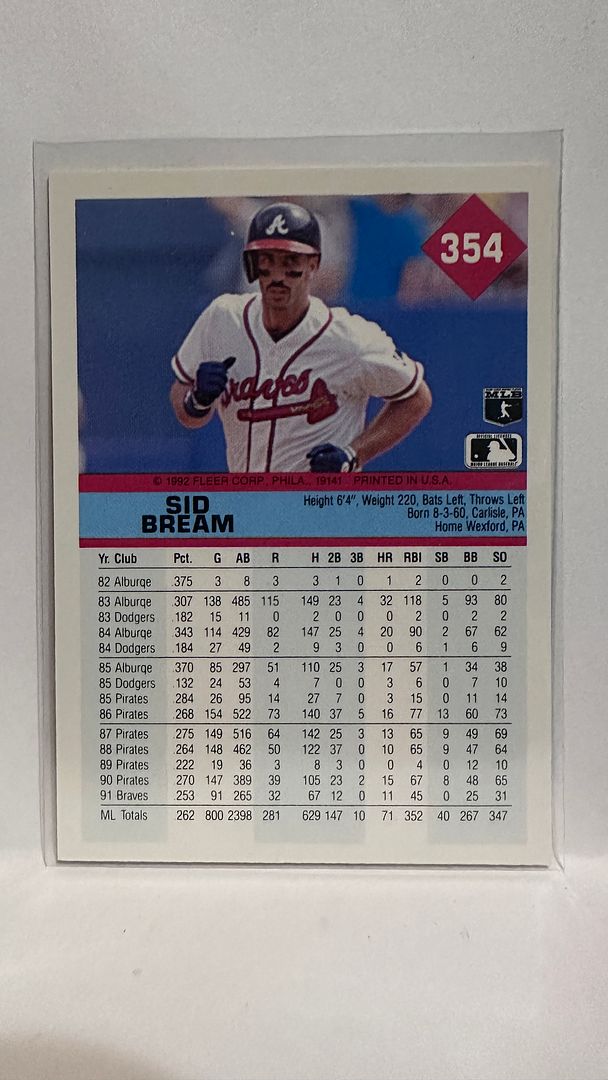 A
354
Braves
MLB
© 1992 FLEER CORP., PHILA., 19141 PRINTED IN U.S.A.
SID
BREAM
Height 6'4", Weight 220, Bats Left, Throws Left
Born 8-3-60, Carlisle, PA
Home Wexford, PA
Yr. Club Pct. G AB R H 2B 3B HR RBI SB BB SO
82 Alburqe .375 3 8 3 3 1 0 1 2 0 0 2
83 Alburqe .307 138 485 115 149 23 4 32 118 5 93 80
83 Dodgers .182 15 11 0 2 0 0 0 2 0 2 2
84 Alburqe .343 114 429 82 147 25 4 20 90 2 67 62
84 Dodgers .184 27 49 2 9 3 0 0 6 1 6 9
85 Alburqe .370 85 297 51 110 25 3 17 57 1 34 38
85 Dodgers .132 24 53 4 7 0 0 3 6 0 7 10
85 Pirates .284 26 95 14 27 7 0 3 15 0 11 14
86 Pirates .268 154 522 73 140 37 5 16 77 13 60 73
87 Pirates .275 149 516 64 142 25 3 13 65 9 49 69
88 Pirates .264 148 462 50 122 37 0 10 65 9 47 64
89 Pirates .222 19 36 3 8 3 0 0 4 0 12 10
90 Pirates .270 147 389 39 105 23 2 15 67 8 48 65
91 Braves .253 91 265 32 67 12 0 11 45 0 25 31
ML Totals .262 800 2398 281 629 147 10 71 352 40 267 347